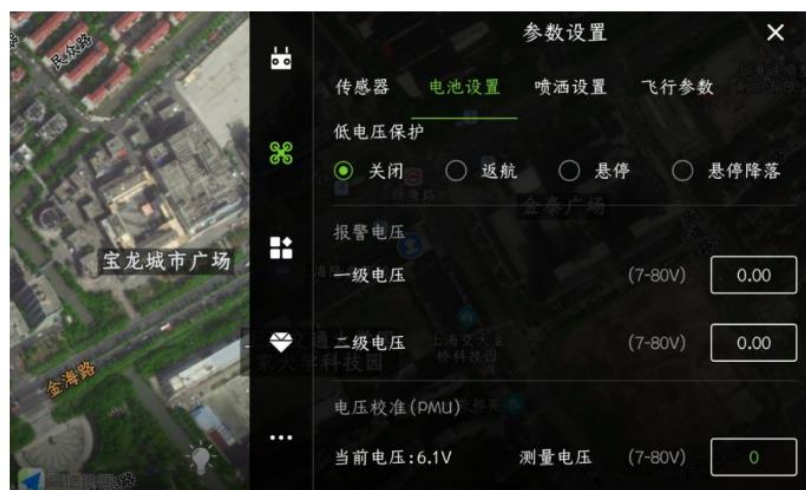 民众路
宝龙城市广场
金海路
参数设置
传感器 电池设置 喷洒设置 飞行参数
低电压保护
关闭 返航 悬停 悬停降落
金泰广场
报警电压
一级电压 (7-80V) 0.00
二级电压 (7-80V) 0.00
电压校准(PMU)
当前电压:6.1V 测量电压 (7-80V) 0